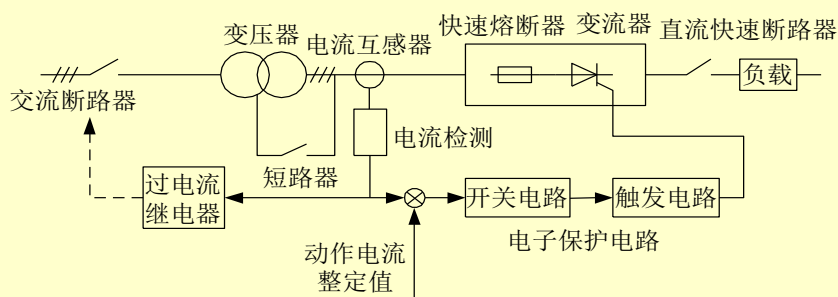 变压器
电流互感器
快速熔断器
变流器
直流快速断路器
交流断路器
负载
电流检测
短路器
过电流
继电器
开关电路
触发电路
电子保护电路
动作电流
整定值